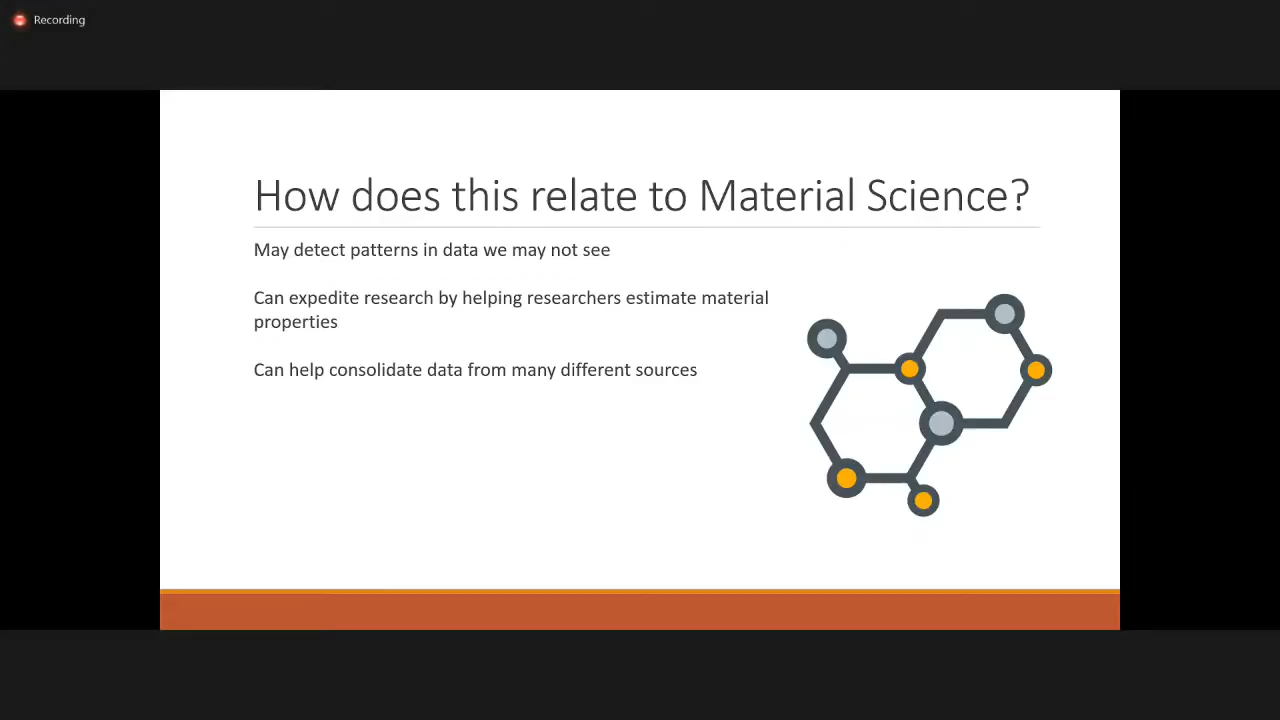 Recording
How does this relate to Material Science?
May detect patterns in data we may not see
Can expedite research by helping researchers estimate material
properties
Can help consolidate data from many different sources